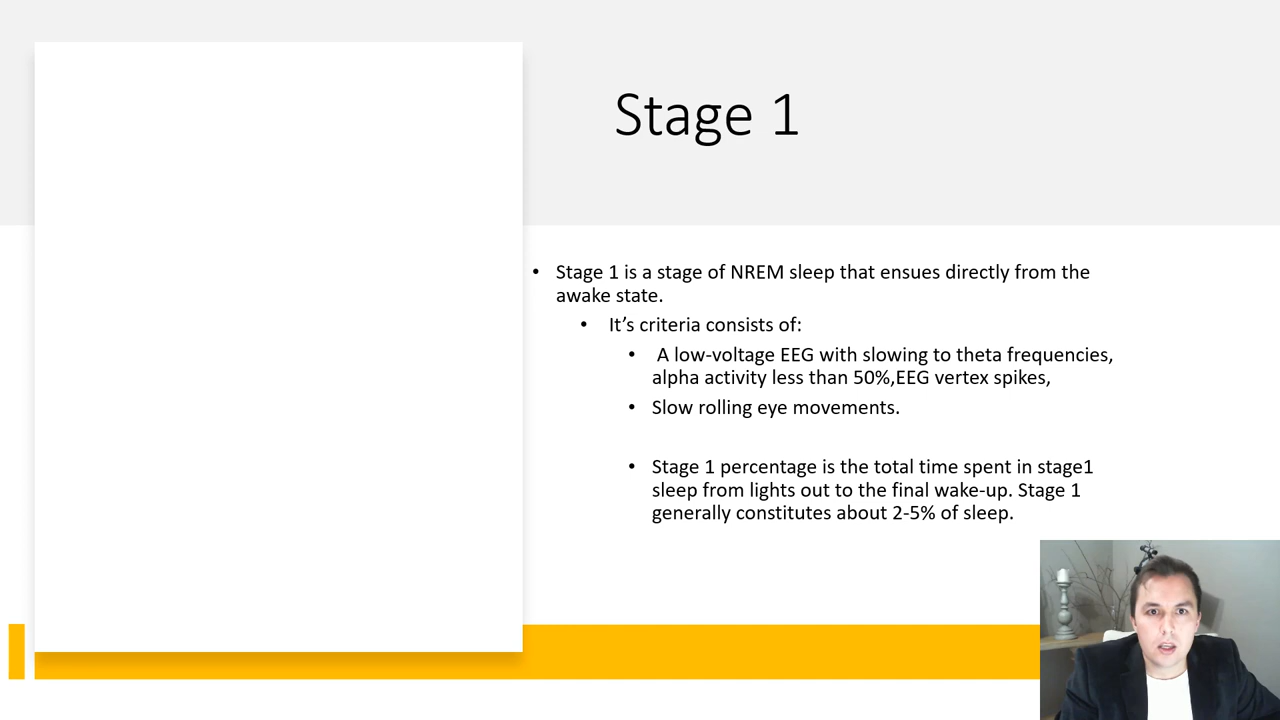 Stage 1
• Stage 1 is a stage of NREM sleep that ensues directly from the
awake state.
• It’s criteria consists of:
• A low-voltage EEG with slowing to theta frequencies,
alpha activity less than 50%,EEG vertex spikes,
• Slow rolling eye movements.
• Stage 1 percentage is the total time spent in stage1
sleep from lights out to the final wake-up. Stage 1
generally constitutes about 2-5% of sleep.